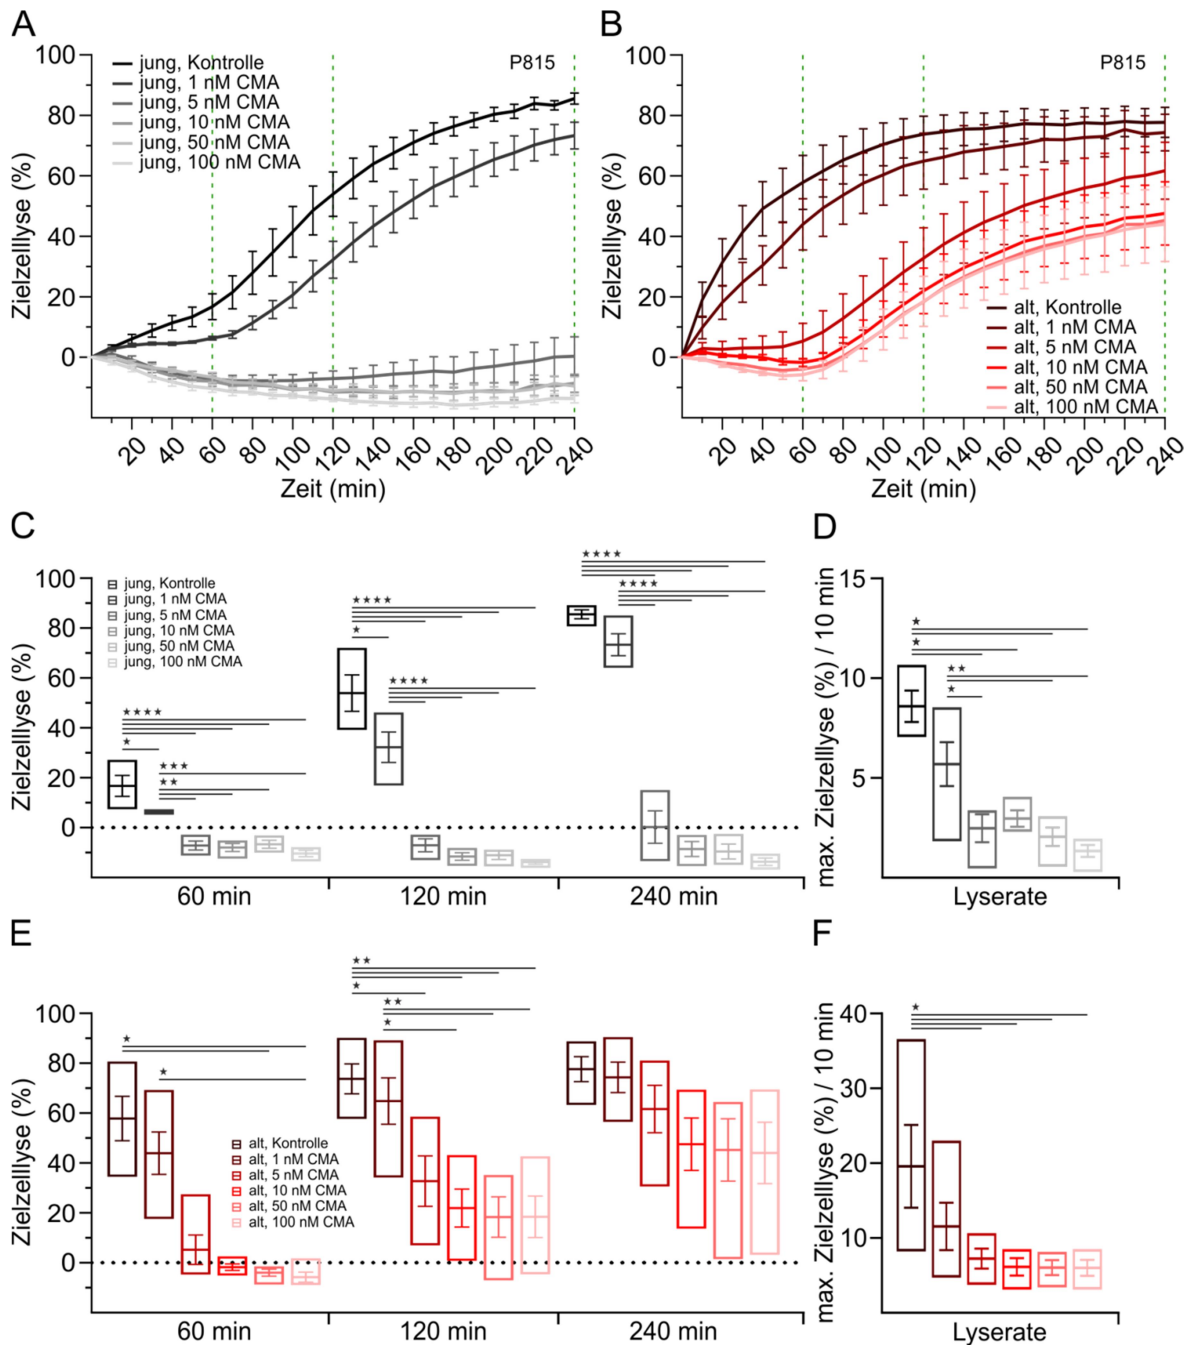 A
100
80
60
40
20
0
Zielzelllyse (%)
jung, Kontrolle
jung, 1 nM CMA
jung, 5 nM CMA
jung, 10 nM CMA
jung, 50 nM CMA
jung, 100 nM CMA
P815
20 40 60 80 100 120 140 160 180 200 220 240
Zeit (min)
B
100
80
60
40
20
0
Zielzelllyse (%)
P815
alt, Kontrolle
alt, 1 nM CMA
alt, 5 nM CMA
alt, 10 nM CMA
alt, 50 nM CMA
alt, 100 nM CMA
20 40 60 80 100 120 140 160 180 200 220 240
Zeit (min)
C
100
80
60
40
20
0
Zielzelllyse (%)
jung, Kontrolle
jung, 1 nM CMA
jung, 5 nM CMA
jung, 10 nM CMA
jung, 50 nM CMA
jung, 100 nM CMA
★★★★
★
★★★
★★
★★★★
★
★★★★
★★★★
★★★★
60 min 120 min 240 min
D
15
10
5
max. Zielzelllyse (%) / 10 min
★
★
★★
★
Lyserate
E
100
80
60
40
20
0
Zielzelllyse (%)
★
★
★★
★
★★
★
alt, Kontrolle
alt, 1 nM CMA
alt, 5 nM CMA
alt, 10 nM CMA
alt, 50 nM CMA
alt, 100 nM CMA
60 min 120 min 240 min
F
40
30
20
10
max. Zielzelllyse (%) / 10 min
★
Lyserate